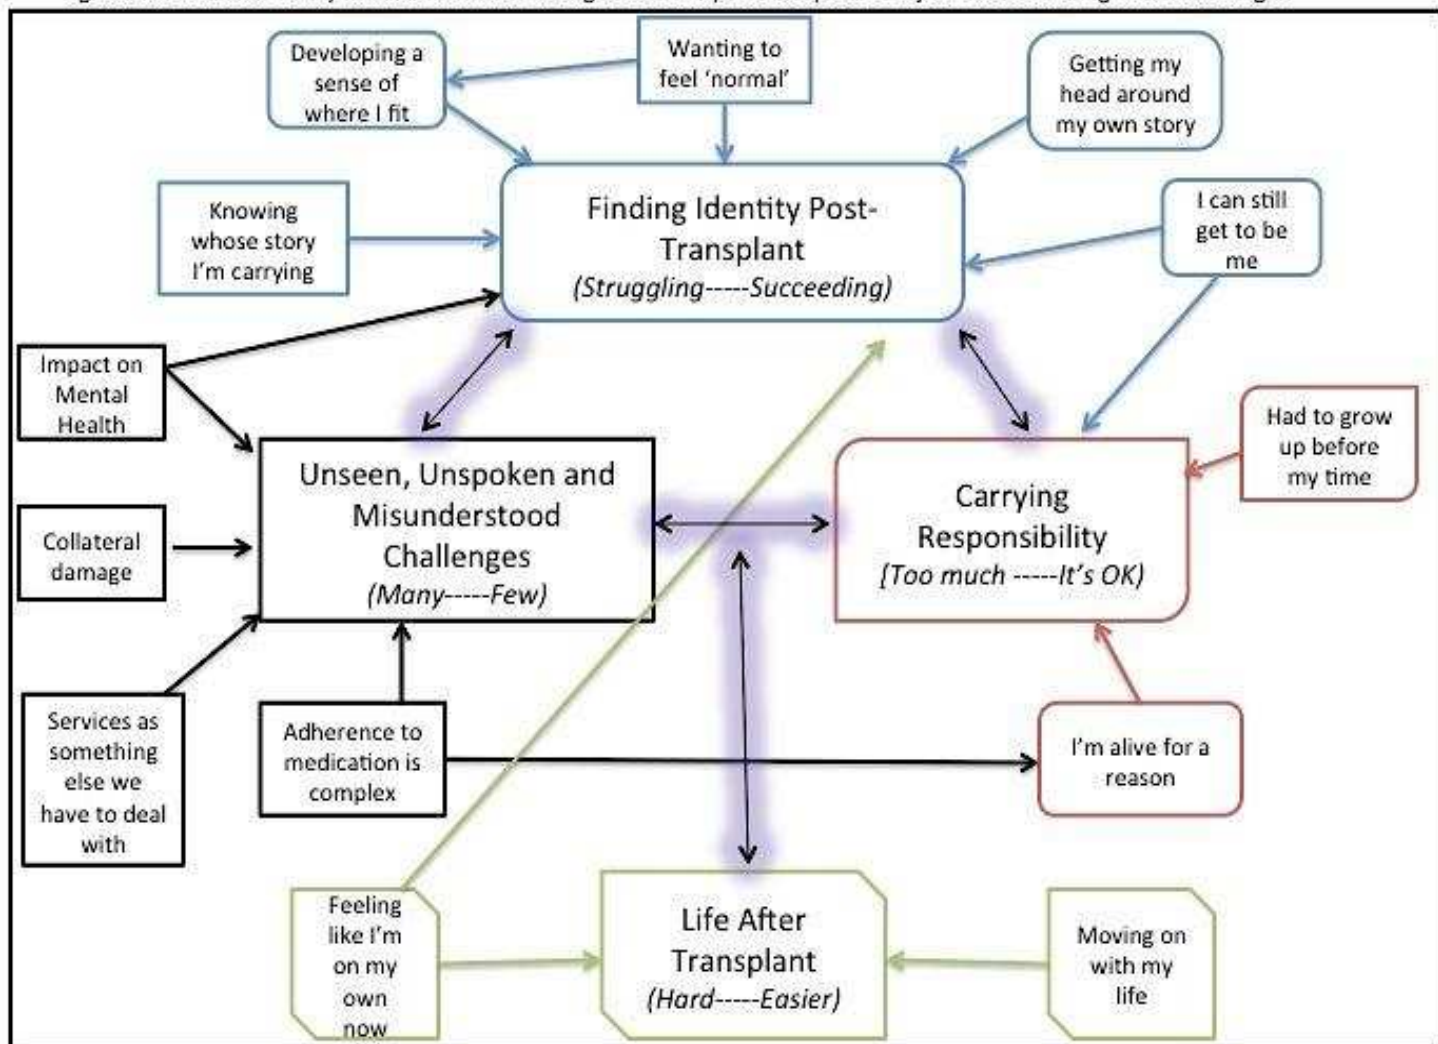 Developing a
sense of
where I fit
Wanting to
feel ‘normal’
Getting my
head around
my own story
Knowing
whose story
I’m carrying
Finding Identity Post-
Transplant
(Struggling-----Succeeding)
I can still
get to be
me
Impact on
Mental
Health
Had to grow
up before
my time
Unseen, Unspoken and
Misunderstood
Challenges
(Many-----Few)
Carrying
Responsibility
[Too much -----It’s OK)
Collateral
damage
Services as
something
else we
have to deal
with
Adherence to
medication is
complex
I’m alive for a
reason
Feeling
like I’m
on my
own
now
Life After
Transplant
(Hard-----Easier)
Moving on
with my
life